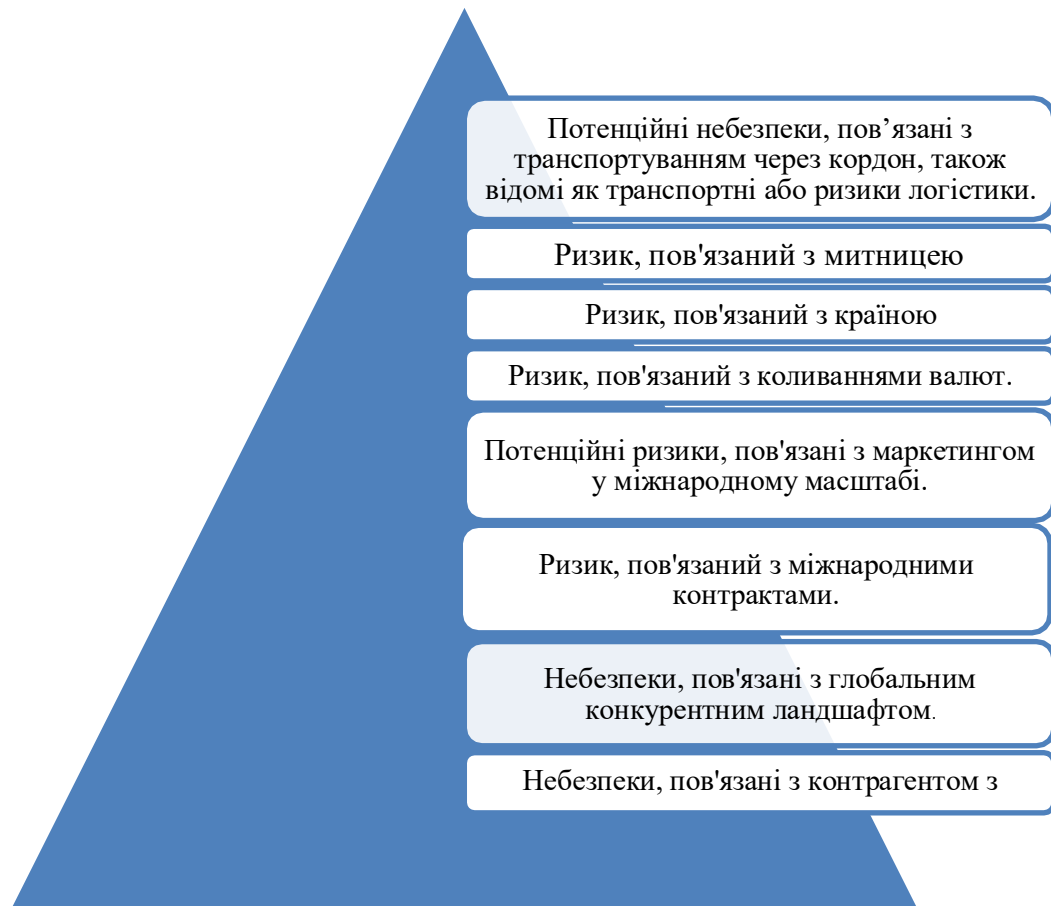 Потенційні небезпеки, пов’язані з
транспортуванням через кордон, також
відомі як транспортні або ризики логістики.
Ризик, пов'язаний з митницею
Ризик, пов'язаний з країною
Ризик, пов'язаний з коливаннями валют.
Потенційні ризики, пов'язані з маркетингом
у міжнародному масштабі.
Ризик, пов'язаний з міжнародними
контрактами.
Небезпеки, пов'язані з глобальним
конкурентним ландшафтом.
Небезпеки, пов'язані з контрагентом з